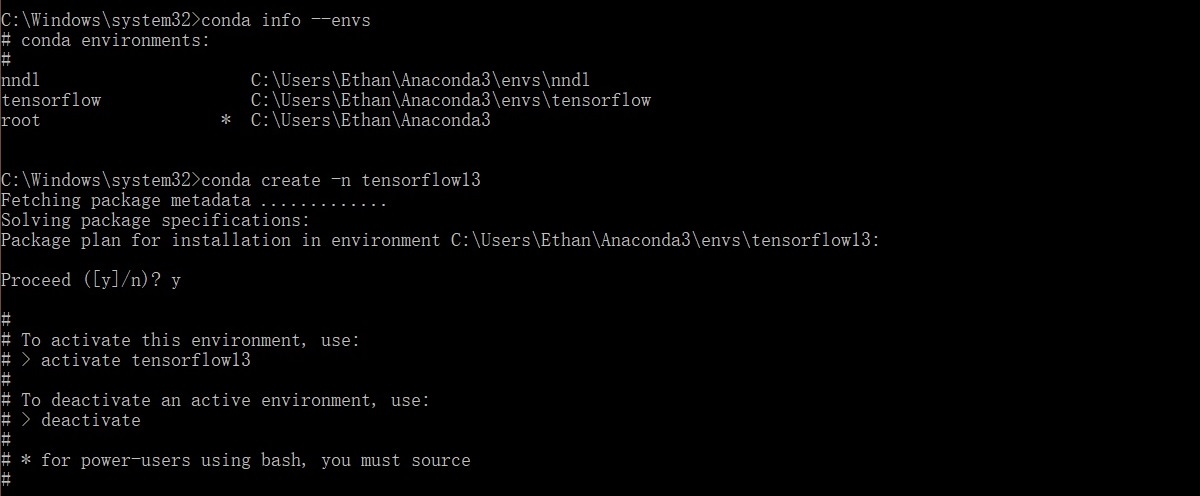 C:\Windows\system32>conda info --envs
# conda environments:
#
nndl                     C:\Users\Ethan\Anaconda3\envs\nndl
tensorflow               C:\Users\Ethan\Anaconda3\envs\tensorflow
root                  *  C:\Users\Ethan\Anaconda3
C:\Windows\system32>conda create -n tensorflow13
Fetching package metadata .............
Solving package specifications:
Package plan for installation in environment C:\Users\Ethan\Anaconda3\envs\tensorflow13:
Proceed ([y]/n)? y
#
# To activate this environment, use:
# > activate tensorflow13
#
# To deactivate an active environment, use:
# > deactivate
#
# * for power-users using bash, you must source
#